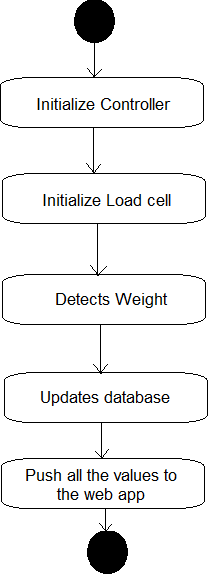 Initialize Controller
Initialize Load cell
Detects Weight
Updates database
Push all the values to
the web app